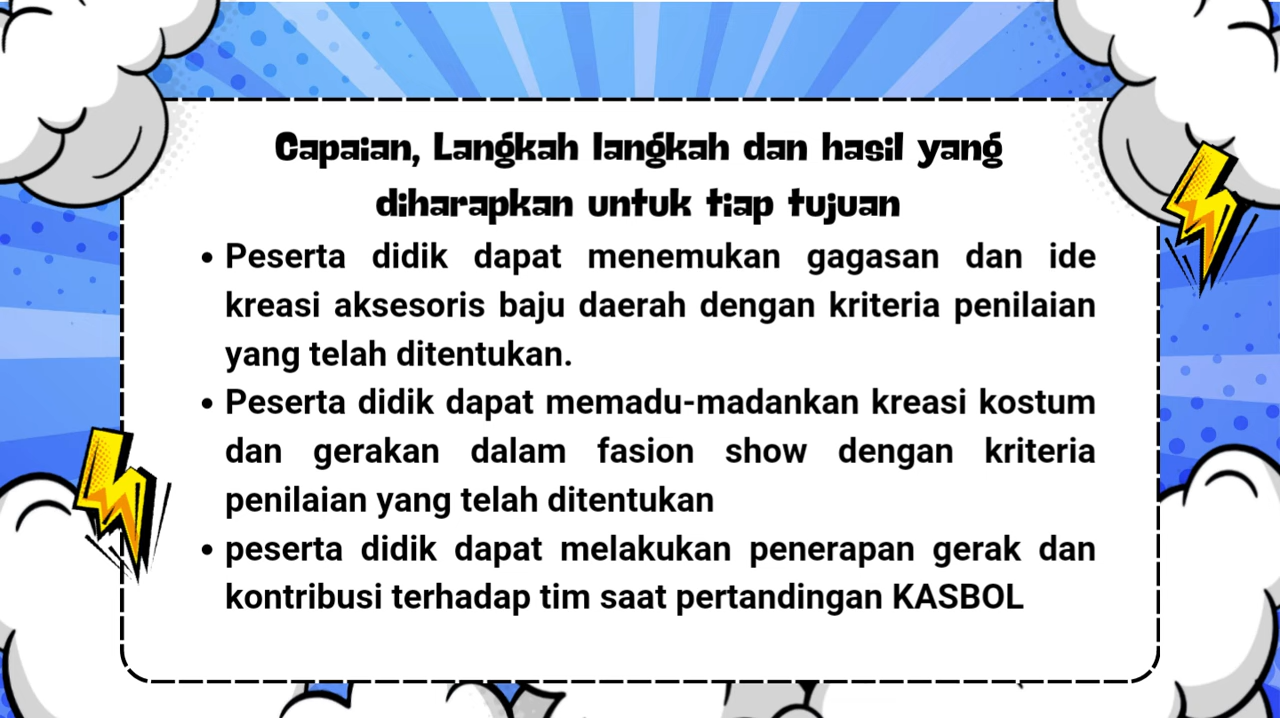 Capaian, Langkah langkah dan hasil yang
diharapkan untuk tiap tujuan
• Peserta didik dapat menemukan gagasan dan ide
kreasi aksesoris baju daerah dengan kriteria penilaian
yang telah ditentukan.
• Peserta didik dapat memadu-madankan kreasi kostum
dan gerakan dalam fasion show dengan kriteria
penilaian yang telah ditentukan
• peserta didik dapat melakukan penerapan gerak dan
kontribusi terhadap tim saat pertandingan KASBOL